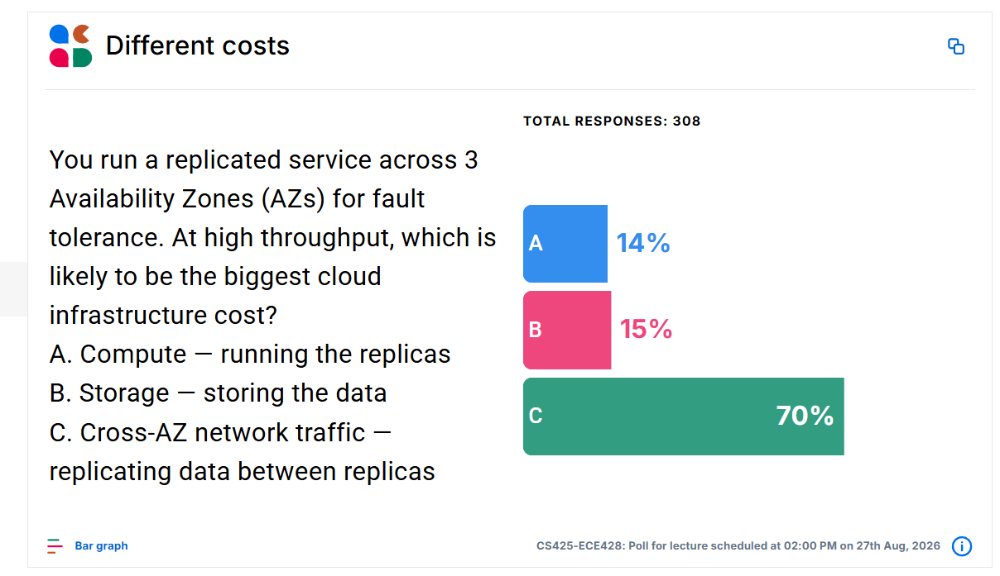 Different costs
TOTAL RESPONSES: 308
You run a replicated service across 3
Availability Zones (AZs) for fault
tolerance. At high throughput, which is
likely to be the biggest cloud
infrastructure cost?
A. Compute — running the replicas
B. Storage — storing the data
C. Cross-AZ network traffic —
replicating data between replicas
A 14%
B 15%
C 70%
Bar graph
CS425-ECE428: Poll for lecture scheduled at 02:00 PM on 27th Aug, 2026